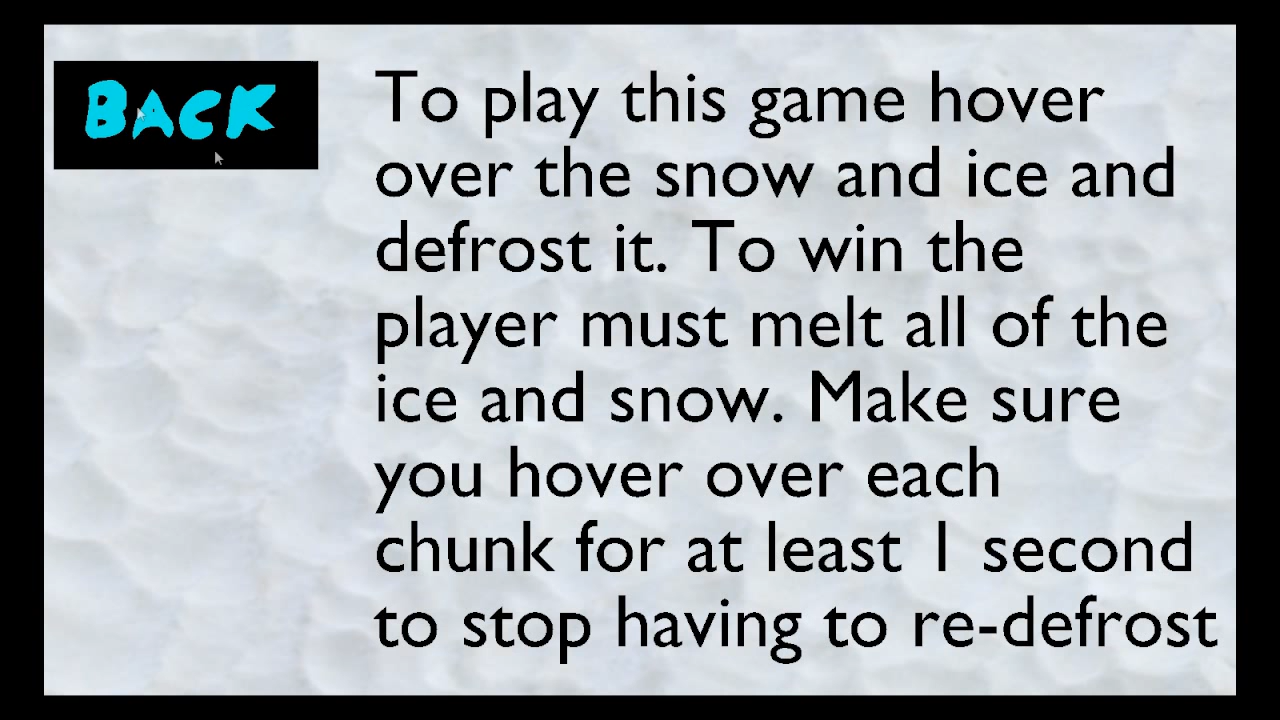 BACK
To play this game hover
over the snow and ice and
defrost it. To win the
player must melt all of the
ice and snow. Make sure
you hover over each
chunk for at least 1 second
to stop having to re-defrost